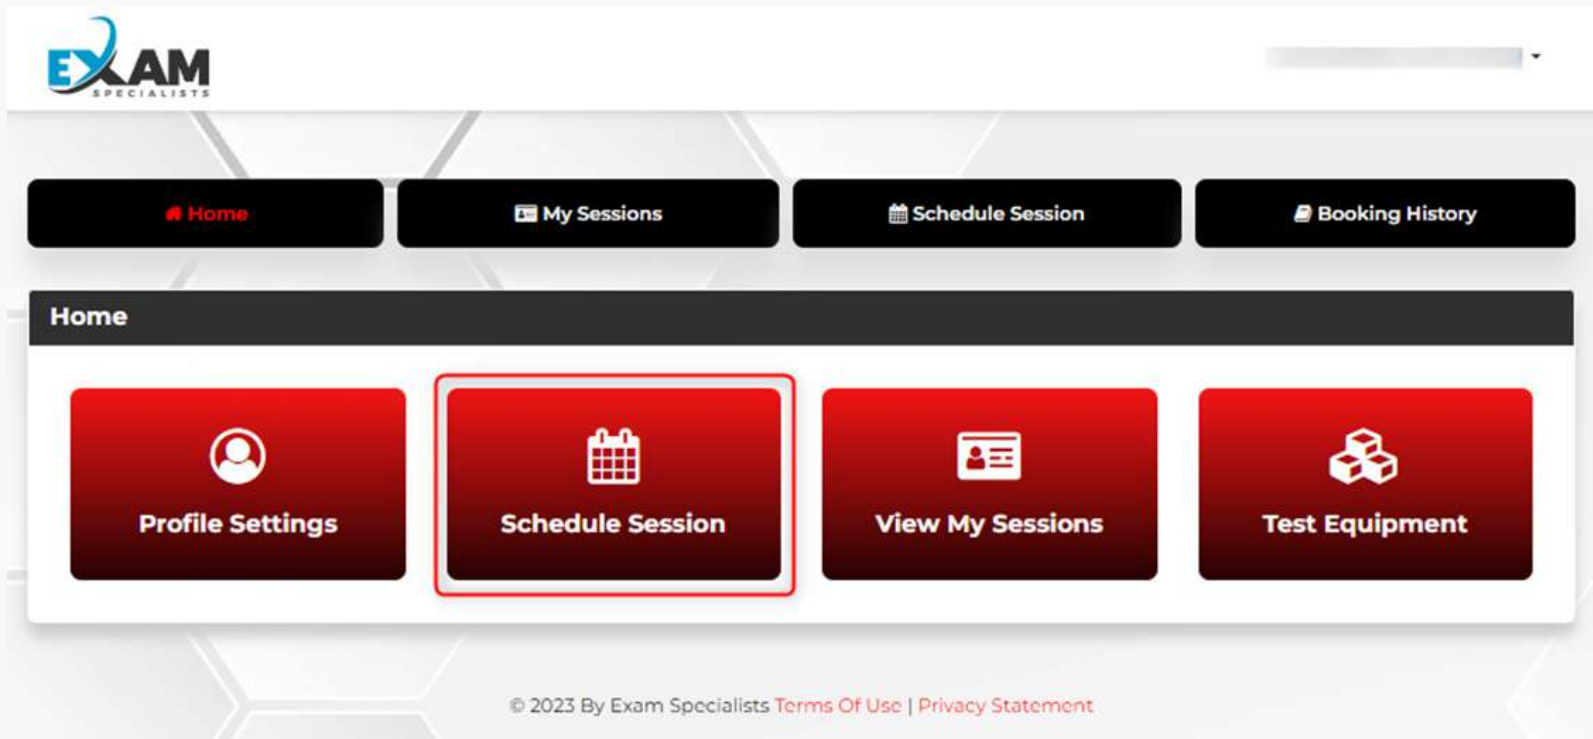 EXAM
SPECIALISTS
Home
My Sessions
Schedule Session
Booking History
Home
Profile Settings
Schedule Session
View My Sessions
Test Equipment
© 2023 By Exam Specialists Terms Of Use | Privacy Statement